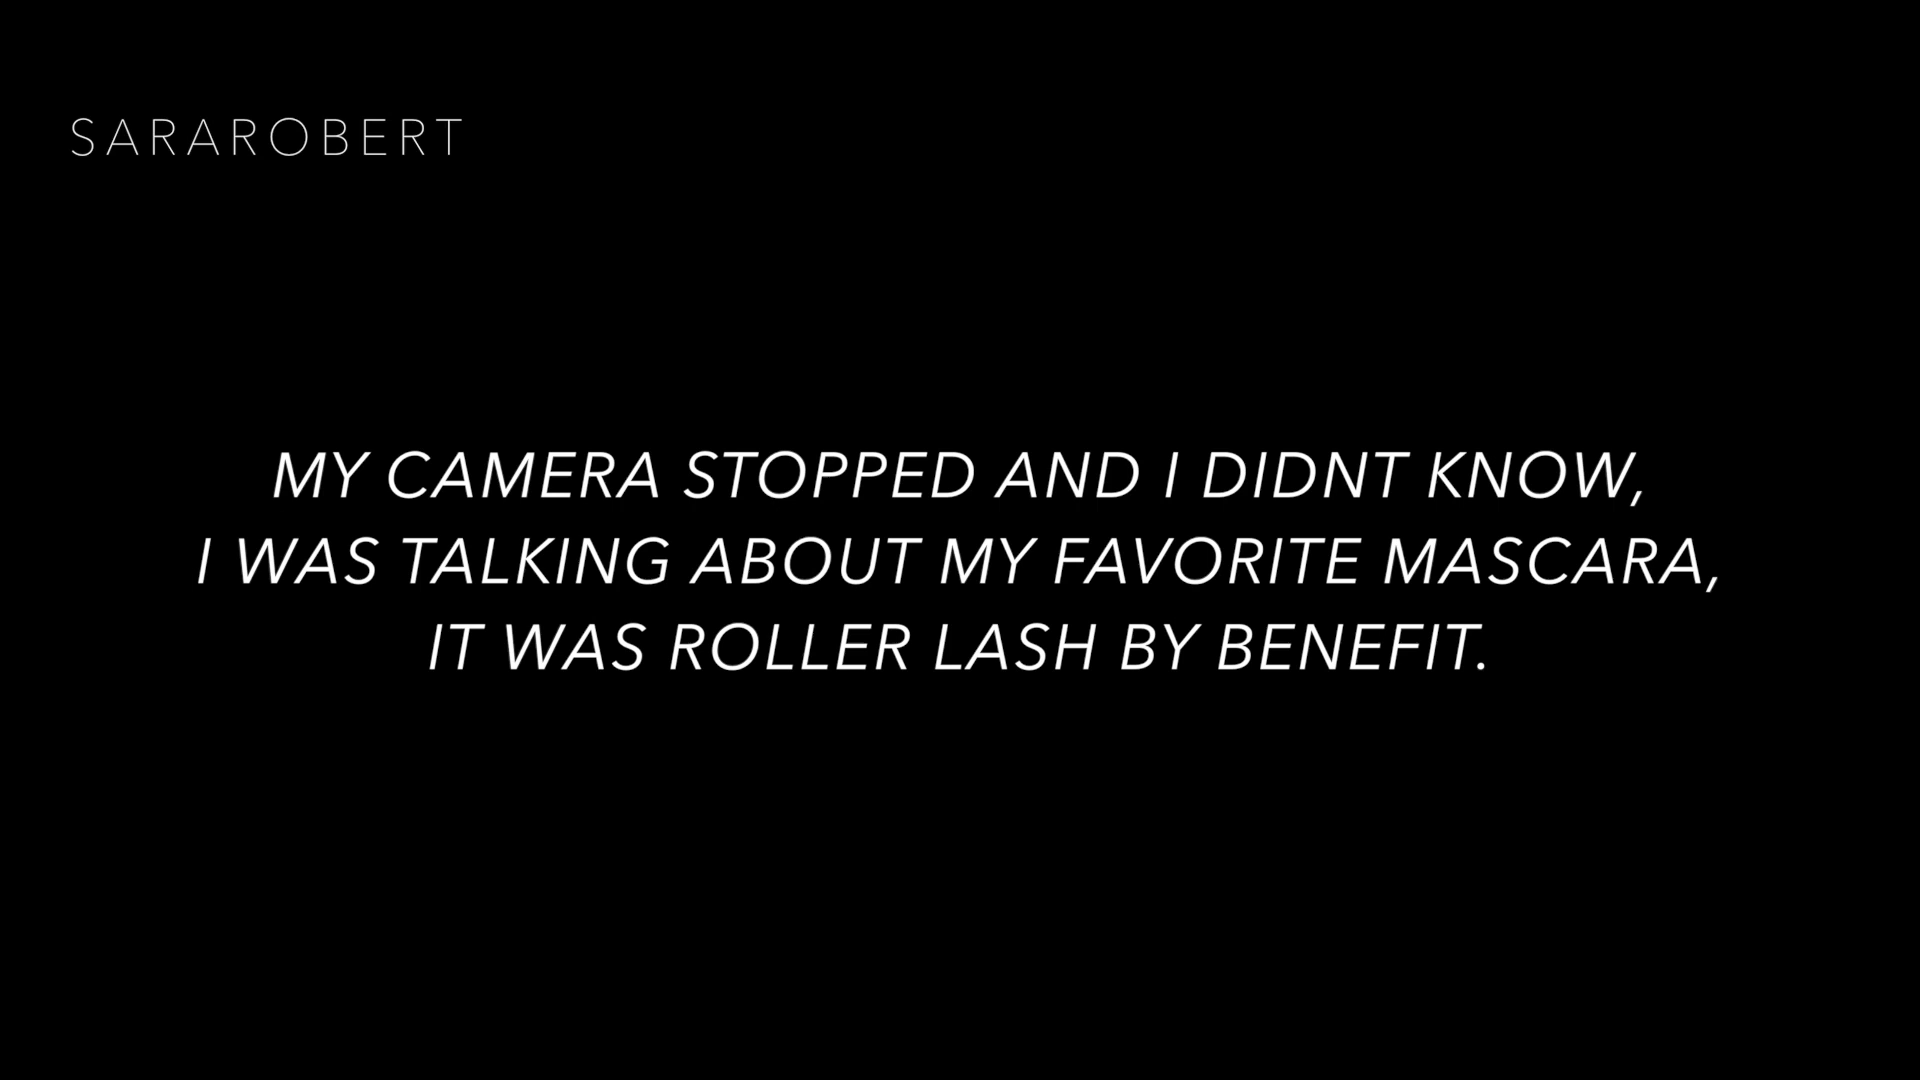 SARAROBERT
MY CAMERA STOPPED AND I DIDNT KNOW,
I WAS TALKING ABOUT MY FAVORITE MASCARA,
IT WAS ROLLER LASH BY BENEFIT.